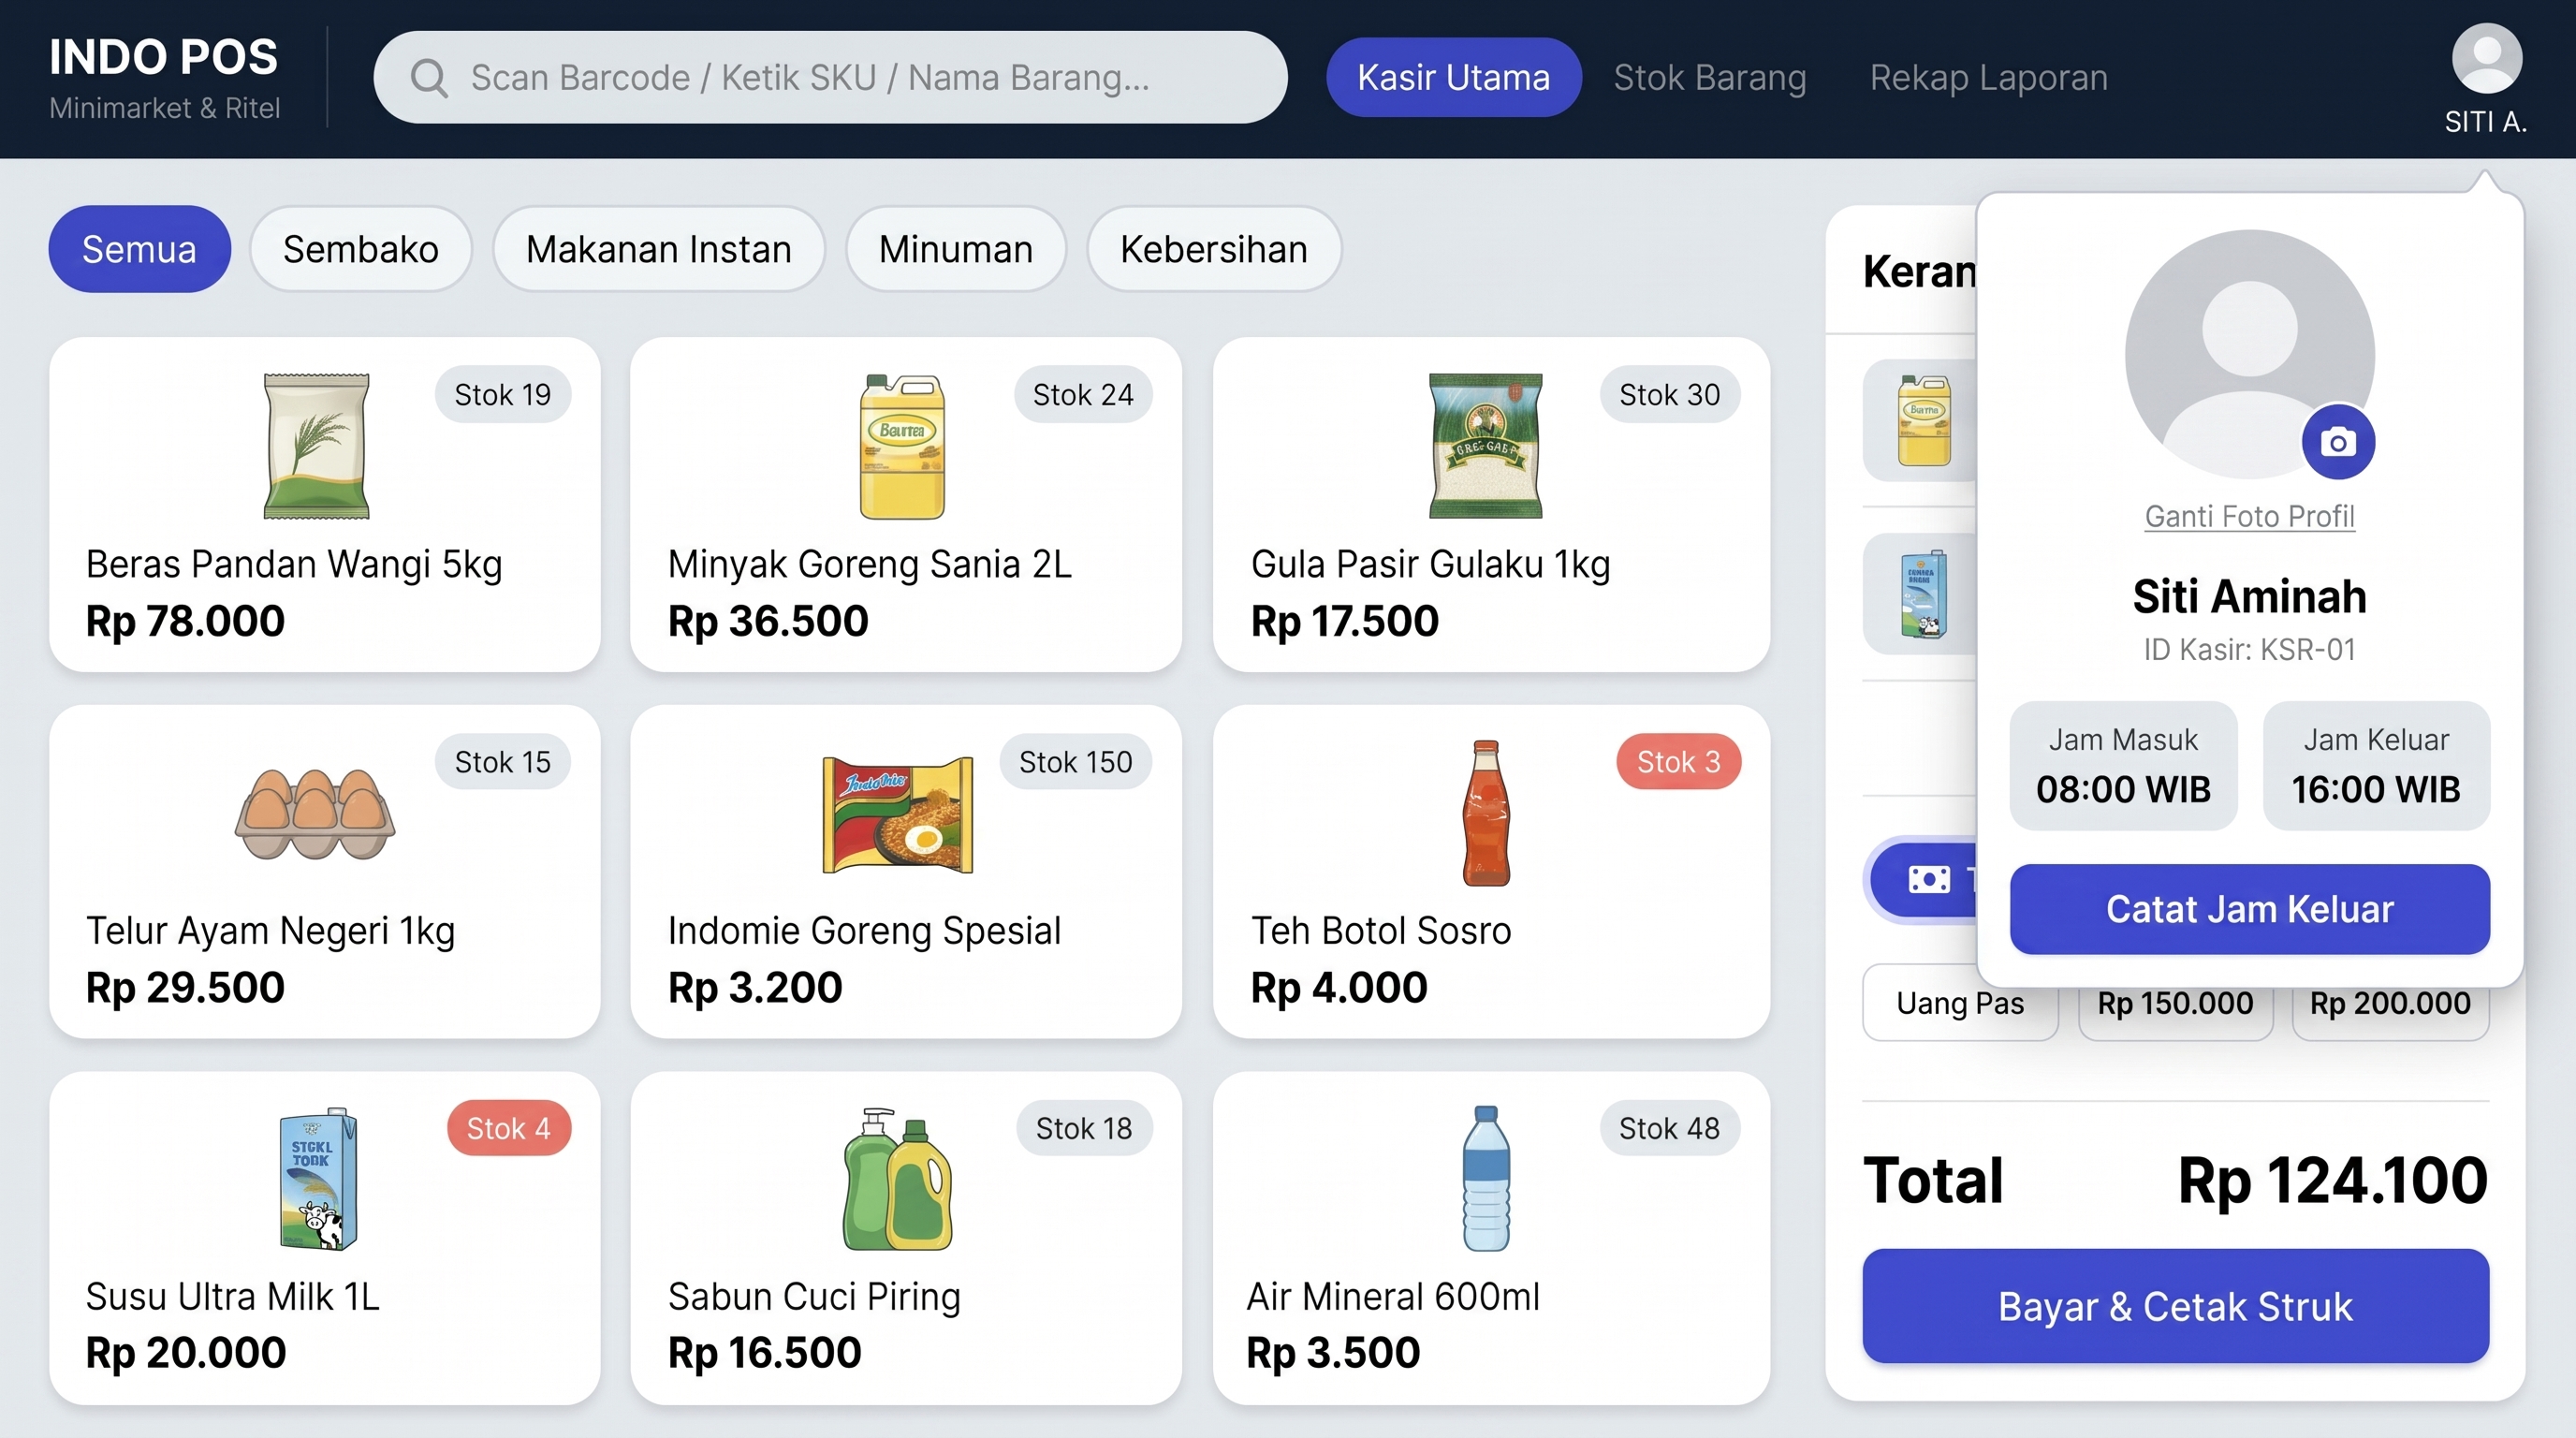 INDO POS
Minimarket & Ritel
Scan Barcode / Ketik SKU / Nama Barang...
Kasir Utama
Stok Barang
Rekap Laporan
SITI A.
Semua
Sembako
Makanan Instan
Minuman
Kebersihan
Stok 19
Beras Pandan Wangi 5kg
Rp 78.000
Stok 24
Minyak Goreng Sania 2L
Rp 36.500
Stok 30
Gula Pasir Gulaku 1kg
Rp 17.500
Stok 15
Telur Ayam Negeri 1kg
Rp 29.500
Stok 150
Indomie Goreng Spesial
Rp 3.200
Stok 3
Teh Botol Sosro
Rp 4.000
Stok 4
STGKL
TODK
Susu Ultra Milk 1L
Rp 20.000
Stok 18
Sabun Cuci Piring
Rp 16.500
Stok 48
Air Mineral 600ml
Rp 3.500
Keran
Ganti Foto Profil
Siti Aminah
ID Kasir: KSR-01
Jam Masuk
08:00 WIB
Jam Keluar
16:00 WIB
Catat Jam Keluar
Uang Pas
Rp 150.000
Rp 200.000
Total
Rp 124.100
Bayar & Cetak Struk